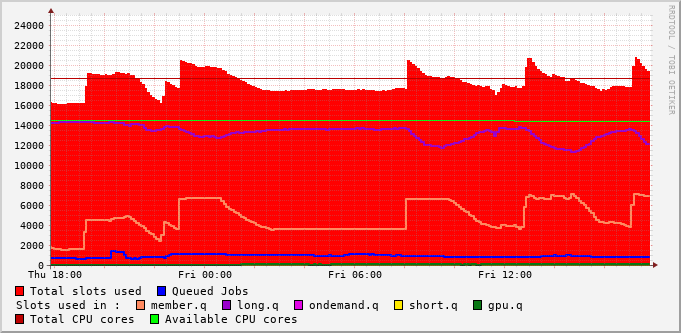 24000
22000
20000
18000
16000
14000
12000
10000
8000
6000
4000
2000
0
Thu 18:00 Fri 00:00 Fri 06:00 Fri 12:00
RRDTOOL / TOBI OETIKER
Total slots used Queued Jobs
Slots used in : member.q long.q ondemand.q short.q gpu.q
Total CPU cores Available CPU cores